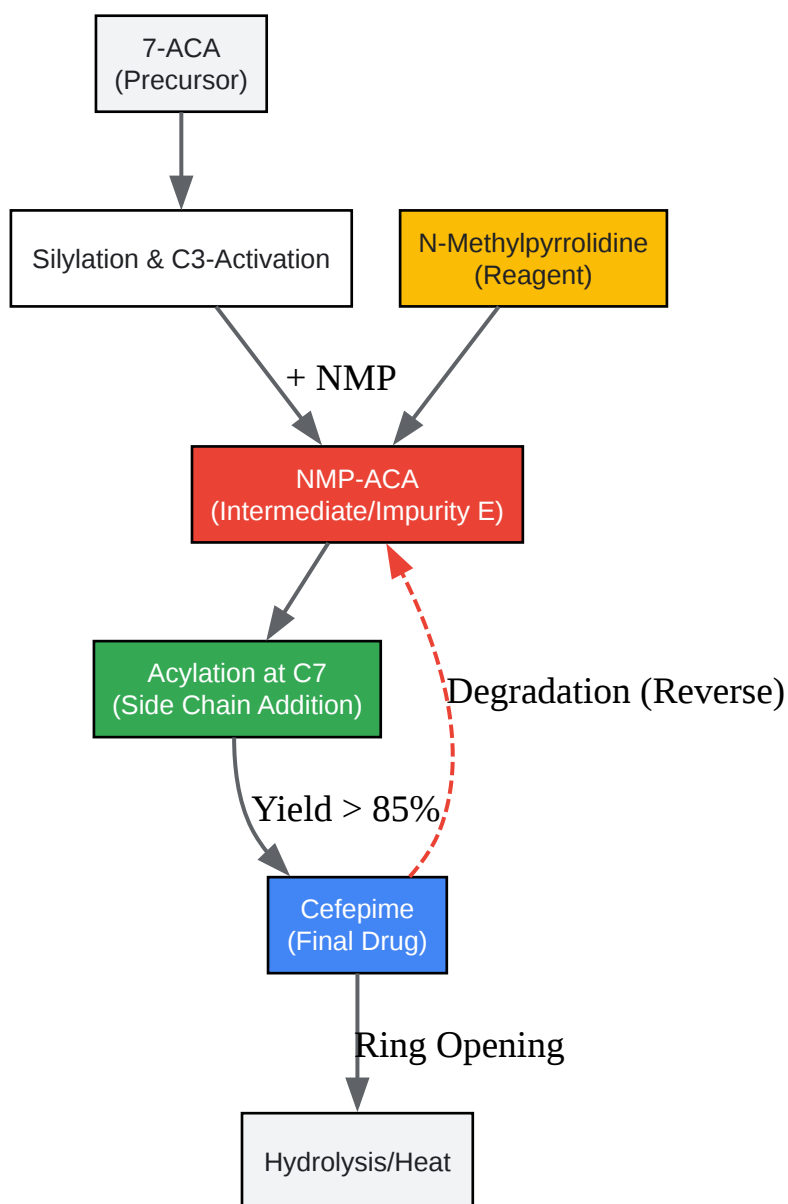 7-ACA
(Precursor)
Silylation & C3-Activation
N-Methylpyrrolidine
(Reagent)
+ NMP
NMP-ACA
(Intermediate/Impurity E)
Acylation at C7
(Side Chain Addition)
Degradation (Reverse)
Yield > 85%
Cefepime
(Final Drug)
Ring Opening
Hydrolysis/Heat